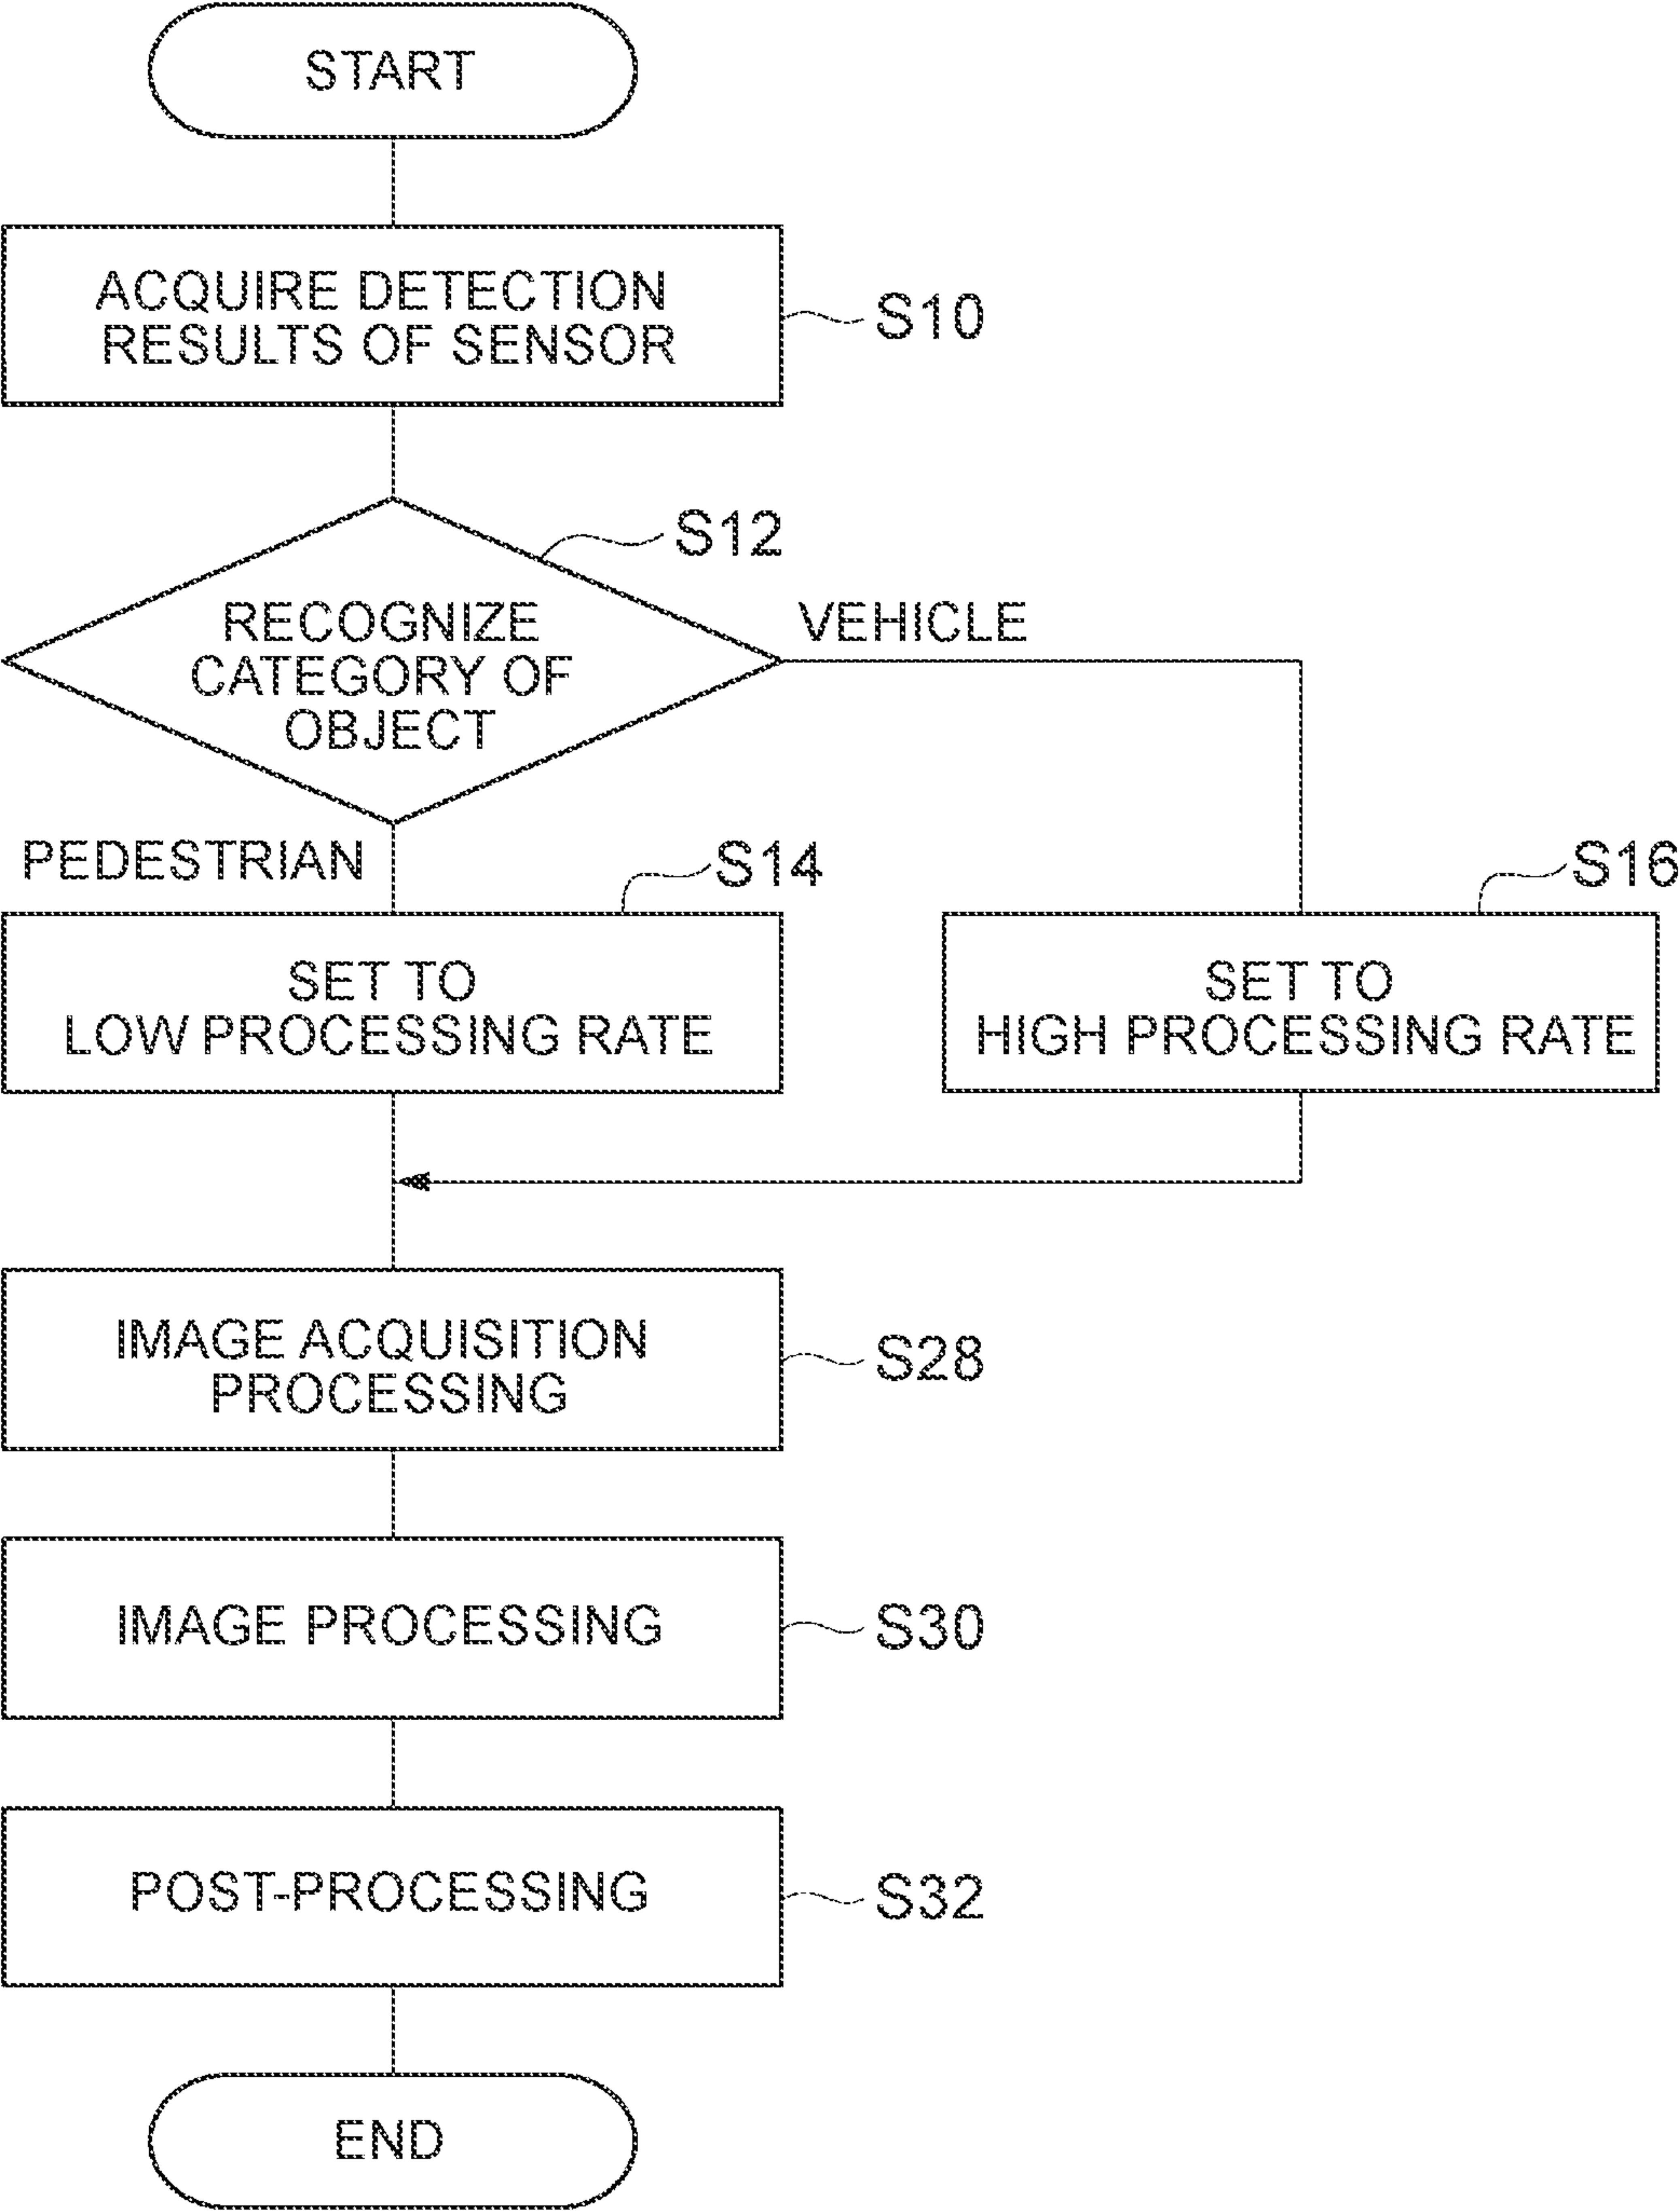 START
ACQUIRE DETECTION
RESULTS OF SENSOR
S10
S12
RECOGNIZE
CATEGORY OF
OBJECT
VEHICLE
PEDESTRIAN
S14
S16
SET TO
LOW PROCESSING RATE
SET TO
HIGH PROCESSING RATE
IMAGE ACQUISITION
PROCESSING
S28
IMAGE PROCESSING
S30
POST-PROCESSING
S32
END